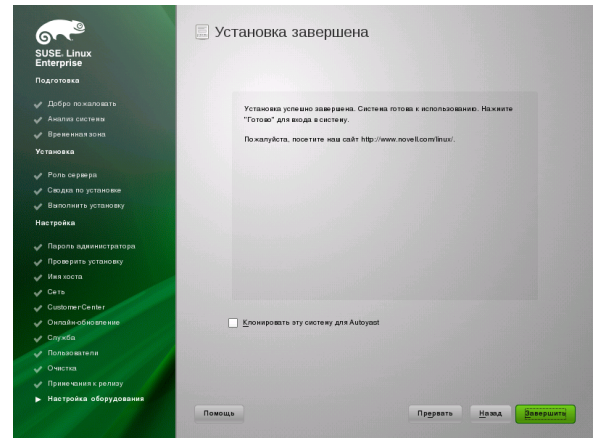 SUSE Linux
Enterprise
Подготовка
Добро пожаловать
Анализ системы
Временная зона
Установка
Роль сервера
Сводка по установке
Выполнить установку
Настройка
Пароль администратора
Проверить установку
Имя хоста
Сеть
Customer Center
Онлайн-обновление
Служба
Пользователи
Очистка
Примечания к релизу
Настройка оборудования
Установка завершена
Установка успешно завершена. Система готова к использованию. Нажмите
"Готово" для входа в систему.
Пожалуйста, посетите наш сайт http://www.novell.com/linux/.
Клонировать эту систему для Autoyast
Помощь
Прервать
Назад
Завершить